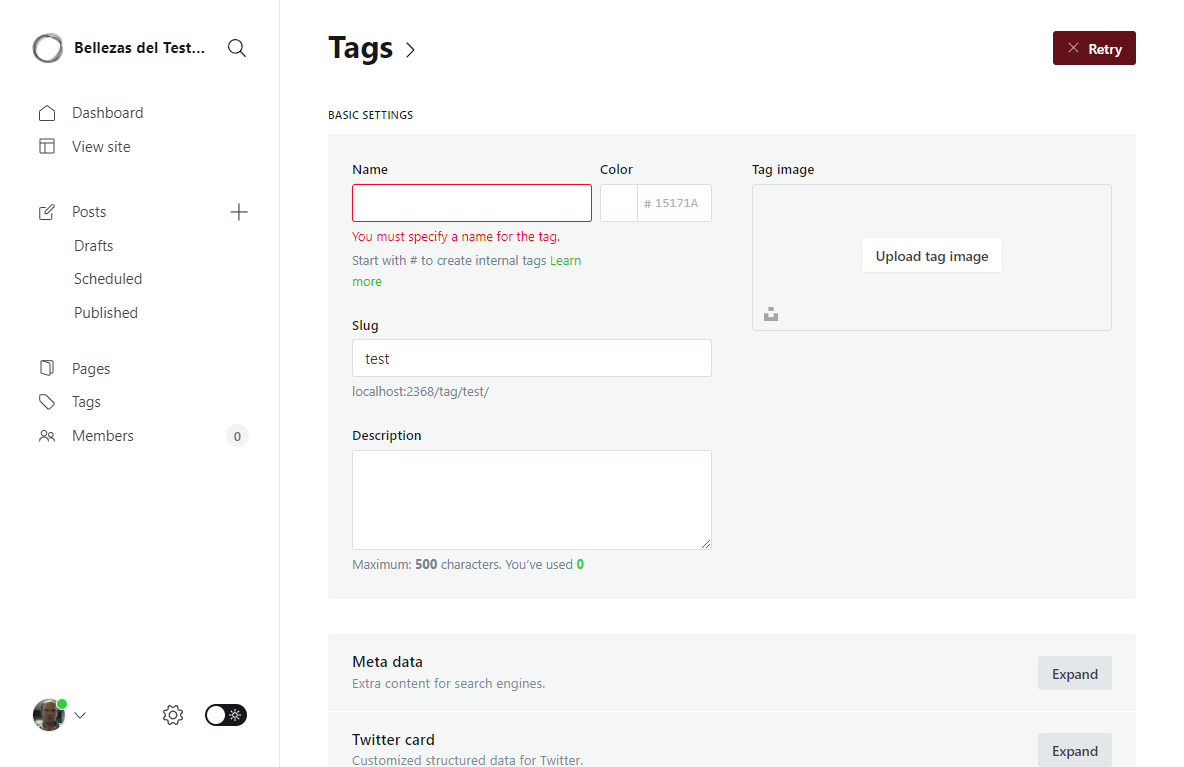 Bellezas del Test...
Dashboard
View site
Posts
Drafts
Scheduled
Published
Pages
Tags
Members
0
Tags
Retry
BASIC SETTINGS
Name
Color
Tag image
# 15171A
You must specify a name for the tag.
Start with # to create internal tags Learn
more
Upload tag image
Slug
test
localhost:2368/tag/test/
Description
Maximum: 500 characters. You’ve used 0
Meta data
Extra content for search engines.
Expand
Twitter card
Customized structured data for Twitter.
Expand